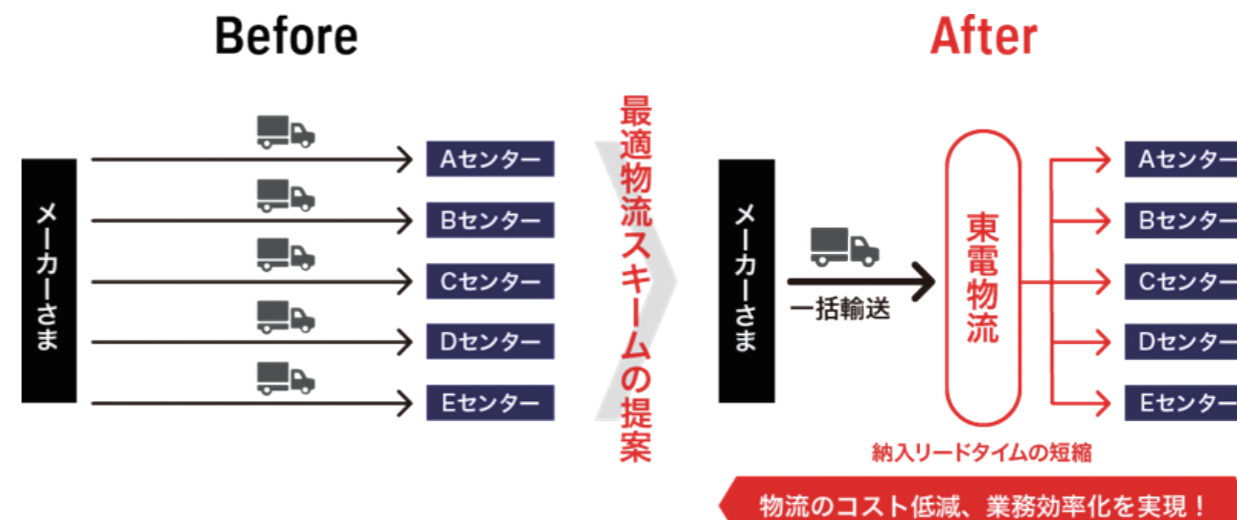 Before
メーカーさま
Aセンター
Bセンター
Cセンター
Dセンター
Eセンター
最適物流スキームの提案
After
メーカーさま
一括輸送
東電物流
Aセンター
Bセンター
Cセンター
Dセンター
Eセンター
納入リードタイムの短縮
物流のコスト低減、業務効率化を実現！